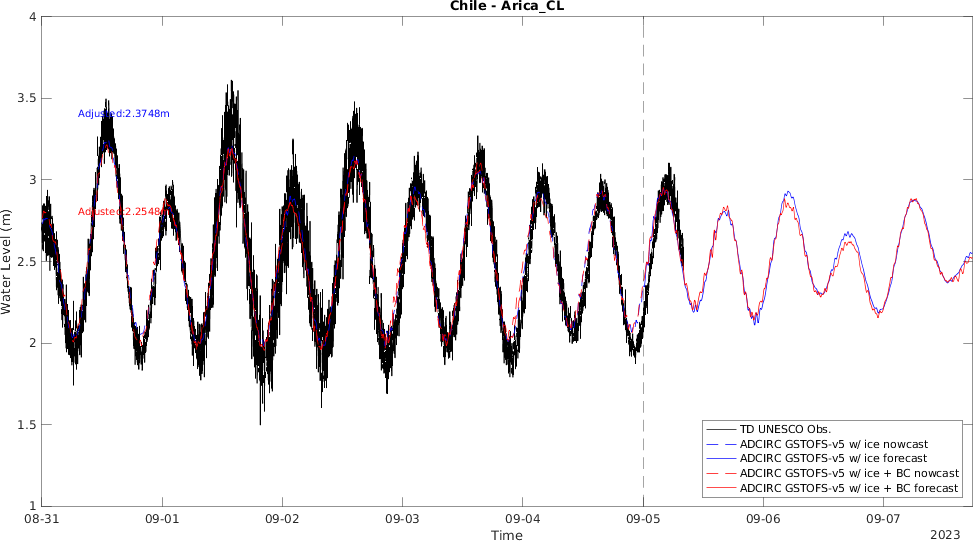 Chile - Arica_CL
4
3.5
3
2.5
2
1.5
1
Water Level (m)
Adjusted:2.3748m
Adjusted:2.2548m
TD UNESCO Obs.
ADCIRC GSTOFS-v5 w/ ice nowcast
ADCIRC GSTOFS-v5 w/ ice forecast
ADCIRC GSTOFS-v5 w/ ice + BC nowcast
ADCIRC GSTOFS-v5 w/ ice + BC forecast
08-31 09-01 09-02 09-03 09-04 09-05 09-06 09-07
Time
2023